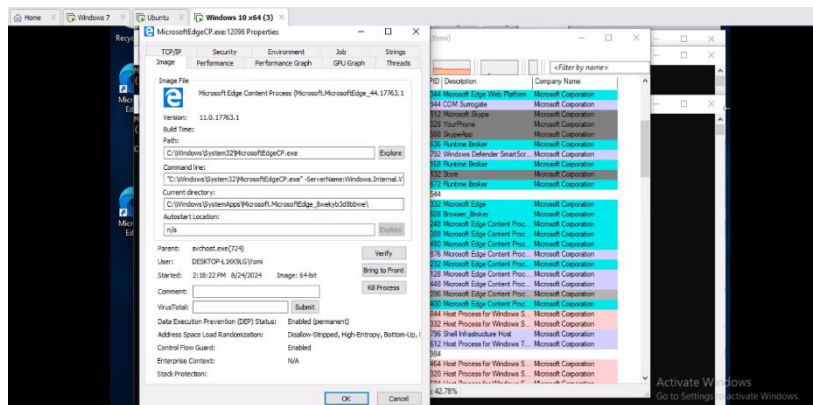 Home
Windows 7
Ubuntu
Windows 10 x64 (3)
MicrosoftEdgeCP.exe:12096 Properties
TCP/IP Security Environment Job Strings
Image Performance Performance Graph GPU Graph Threads
Image File
Microsoft Edge Content Process (Microsoft.MicrosoftEdge_44.17763.1
Version: 11.0.17763.1
Build Time:
Path:
C:\Windows\System32\MicrosoftEdgeCP.exe Explore
Command line:
"C:\Windows\System32\MicrosoftEdgeCP.exe" -ServerName:Windows.Internal.V
Current directory:
C:\Windows\SystemApps\Microsoft.MicrosoftEdge_8wekyb3d8bbwe\
Autostart Location:
n/a Explore
Parent: svchost.exe(724) Verify
User:
Started: 2:18:22 PM 8/24/2024 Image: 64-bit Bring to Front
Comment: Kill Process
VirusTotal: Submit
Data Execution Prevention (DEP) Status: Enabled (permanent)
Address Space Load Randomization: Disallow-Stripped, High-Entropy, Bottom-Up,
Control Flow Guard: Enabled
Enterprise Context: N/A
Stack Protection:
OK Cancel
<Filter by name>
PID Description Company Name
Microsoft Edge Web Platform Microsoft Corporation
COM Surrogate Microsoft Corporation
Microsoft Skype Microsoft Corporation
YourPhone Microsoft Corporation
SkypeApp Microsoft Corporation
Runtime Broker Microsoft Corporation
Windows Defender SmartScr... Microsoft Corporation
Runtime Broker Microsoft Corporation
Store Microsoft Corporation
Runtime Broker Microsoft Corporation
Microsoft Edge Microsoft Corporation
Browser_Broker Microsoft Corporation
Microsoft Edge Content Proc... Microsoft Corporation
Microsoft Edge Content Proc... Microsoft Corporation
Microsoft Edge Content Proc... Microsoft Corporation
Microsoft Edge Content Proc... Microsoft Corporation
Microsoft Edge Content Proc... Microsoft Corporation
Microsoft Edge Content Proc... Microsoft Corporation
Microsoft Edge Content Proc... Microsoft Corporation
Microsoft Edge Content Proc... Microsoft Corporation
Microsoft Edge Content Proc... Microsoft Corporation
Host Process for Windows S... Microsoft Corporation
Host Process for Windows S... Microsoft Corporation
Shell Infrastructure Host Microsoft Corporation
Host Process for Windows T... Microsoft Corporation
Host Process for Windows S... Microsoft Corporation
Host Process for Windows S... Microsoft Corporation
42.78%
Activate Windows
Go to Settings to activate Windows.